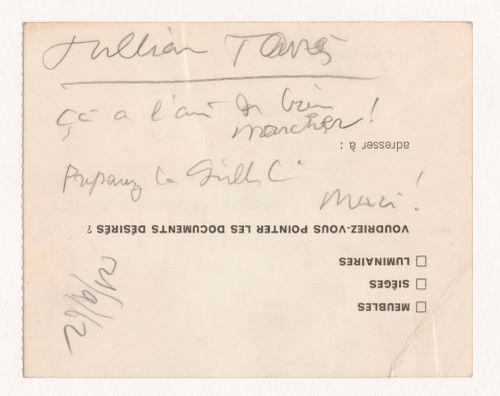 Jullian
ça a l'air de bien
marcher !
adresser à :
Préparez la
Merci !
VOUDRIEZ-VOUS POINTER LES DOCUMENTS DÉSIRÉS ?
LUMINAIRES
SIÈGES
MEUBLES